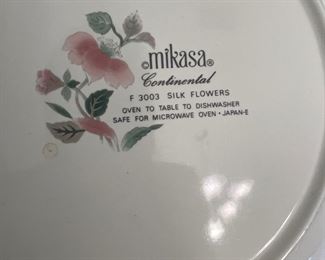 ©mikasa®
Continental
F 3003 SILK FLOWERS
OVEN TO TABLE TO DISHWASHER
SAFE FOR MICROWAVE OVEN • JAPAN-E